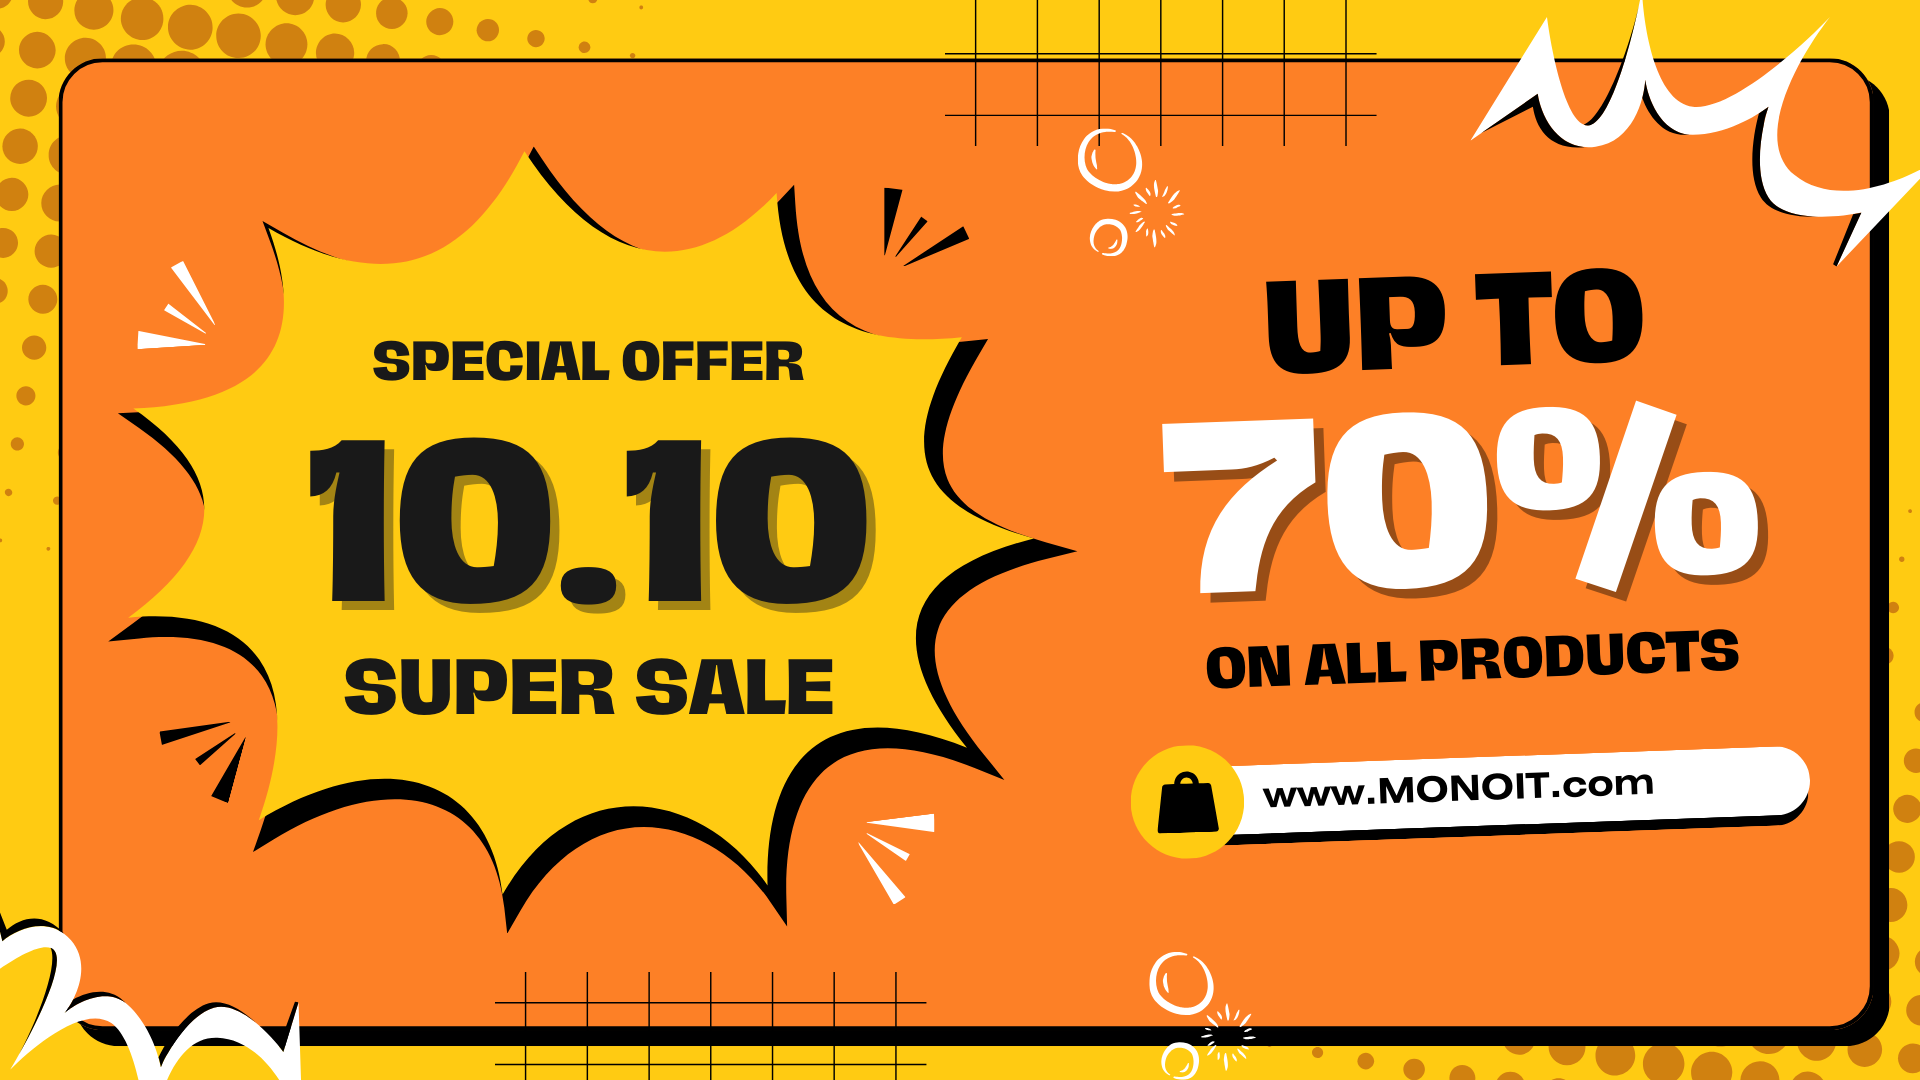 SPECIAL OFFER
10.10
SUPER SALE
UP TO
70%
ON ALL PRODUCTS
www.MONOIT.com